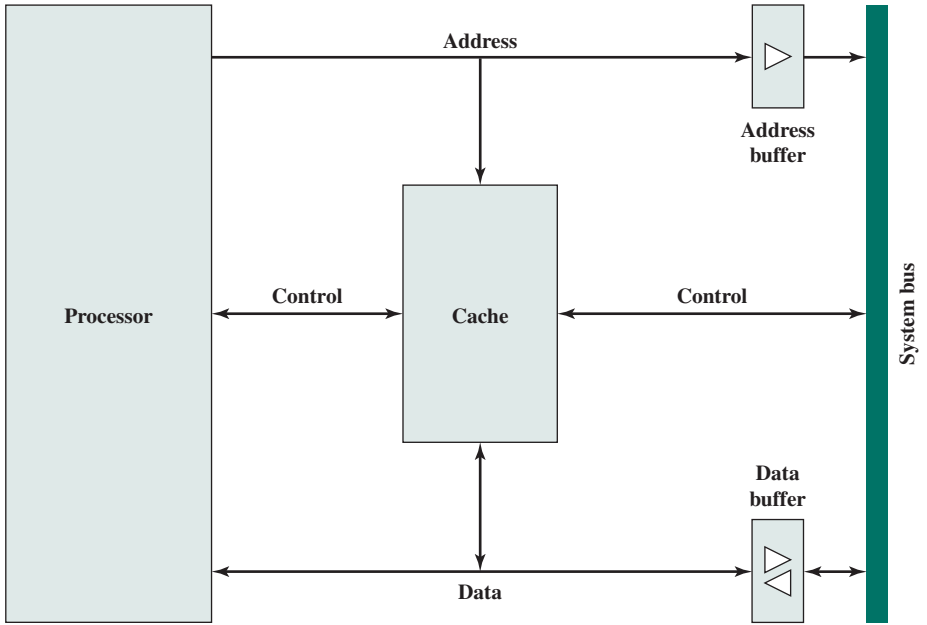 Address
Address
buffer
Processor
Control
Cache
Control
System bus
Data
buffer
Data